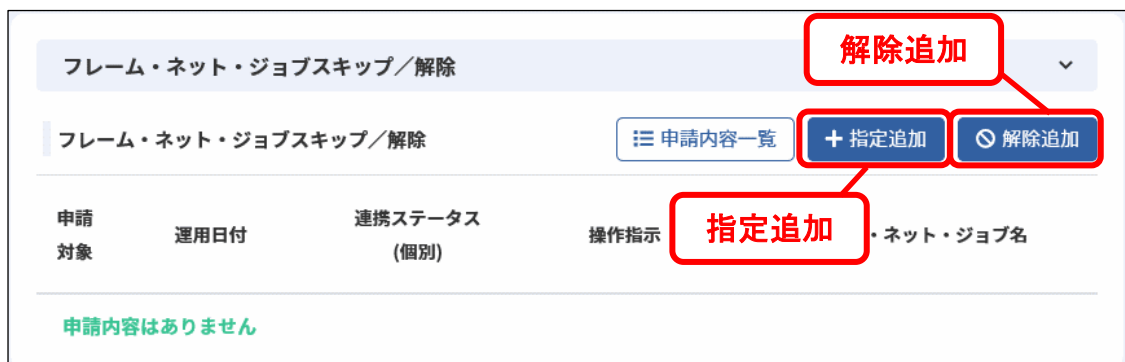 解除追加
フレーム・ネット・ジョブスキップ／解除
フレーム・ネット・ジョブスキップ／解除
申請内容一覧
指定追加
解除追加
申請
対象
運用日付
連携ステータス
(個別)
操作指示
指定追加
・ネット・ジョブ名
申請内容はありません